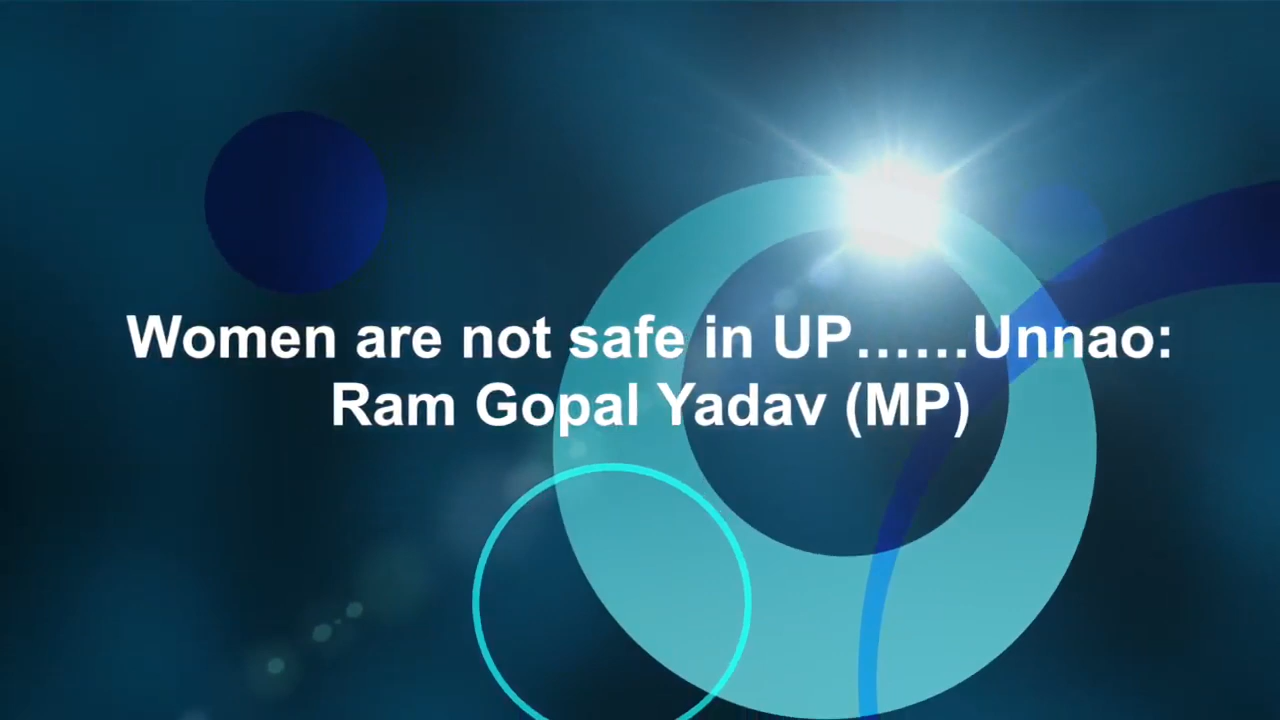 Women are not safe in UP......Unnao:
Ram Gopal Yadav (MP)